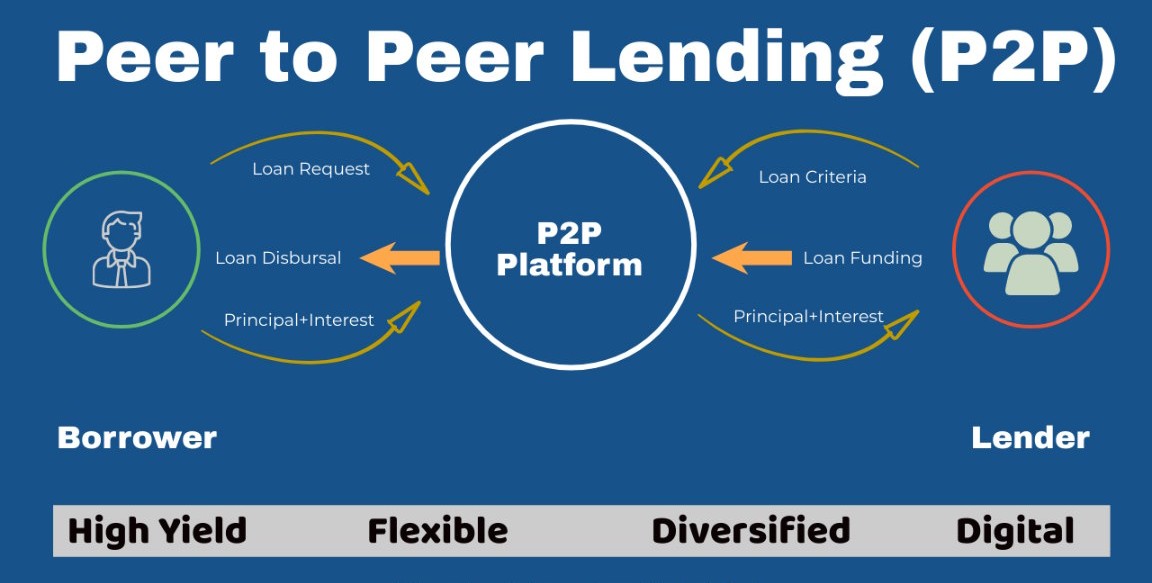 Peer to Peer Lending (P2P)
Loan Request
Loan Criteria
P2P
Platform
Loan Disbursal
Loan Funding
Principal+Interest
Principal+Interest
Borrower
Lender
High Yield Flexible Diversified Digital